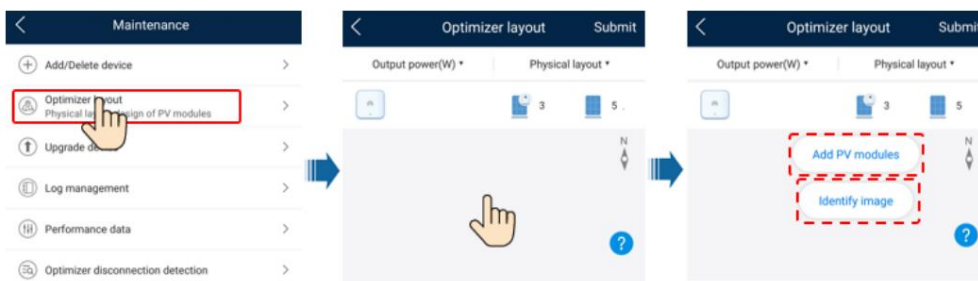 Maintenance
Add/Delete device
Optimizer layout
Physical layout design of PV modules
Upgrade device
Log management
Performance data
Optimizer disconnection detection
Optimizer layout Submit
Output power(W) Physical layout
3 5
N
?
Optimizer layout Submit
Output power(W) Physical layout
3 5
N
Add PV modules
Identify image
?